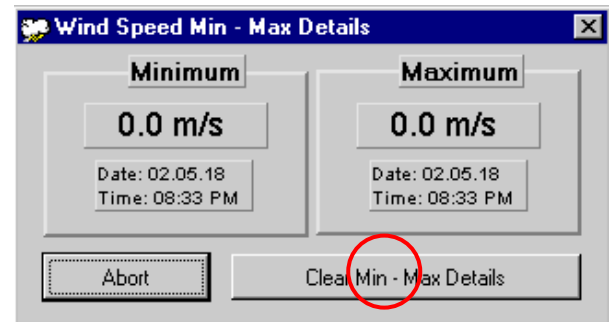 Wind Speed Min - Max Details
Minimum
Maximum
0.0 m/s
0.0 m/s
Date: 02.05.18
Time: 08:33 PM
Date: 02.05.18
Time: 08:33 PM
Abort
Clear Min - Max Details